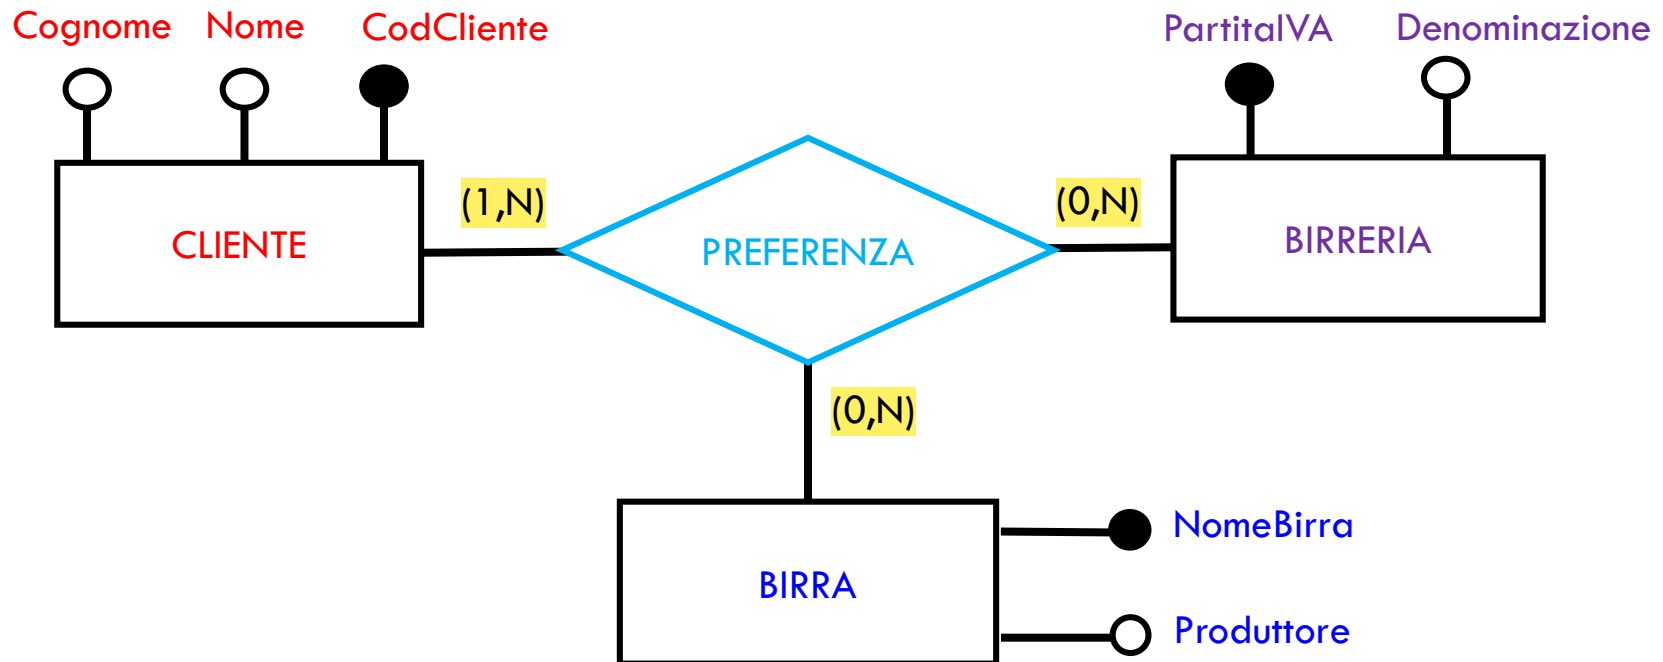 Cognome Nome CodCliente PartitaIVA Denominazione
(1,N) (0,N)
CLIENTE PREFERENZA BIRRERIA
(0,N)
NomeBirra
BIRRA
Produttore